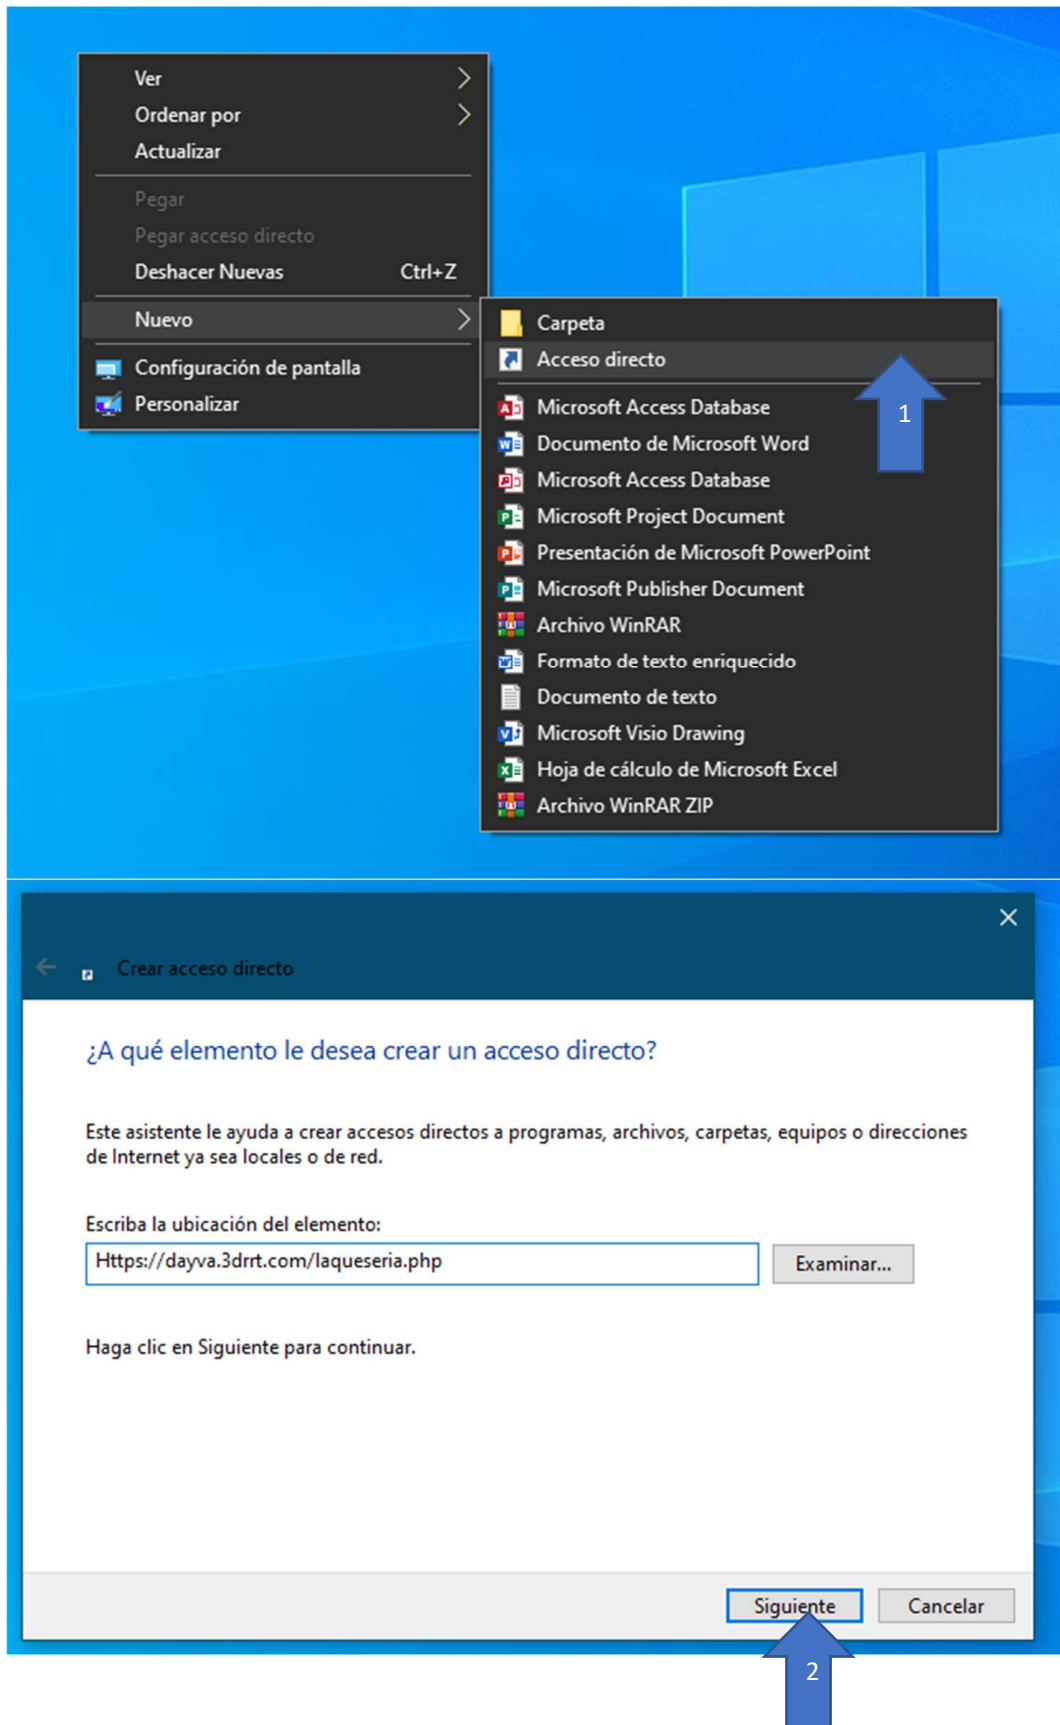 Ver
Ordenar por
Actualizar
Pegar
Pegar acceso directo
Deshacer Nuevas Ctrl+Z
Nuevo
Configuración de pantalla
Personalizar
Carpeta
Acceso directo
1
Microsoft Access Database
Documento de Microsoft Word
Microsoft Access Database
Microsoft Project Document
Presentación de Microsoft PowerPoint
Microsoft Publisher Document
Archivo WinRAR
Formato de texto enriquecido
Documento de texto
Microsoft Visio Drawing
Hoja de cálculo de Microsoft Excel
Archivo WinRAR ZIP
Crear acceso directo
¿A qué elemento le desea crear un acceso directo?
Este asistente le ayuda a crear accesos directos a programas, archivos, carpetas, equipos o direcciones
de Internet ya sea locales o de red.
Escriba la ubicación del elemento:
Https://dayva.3drrt.com/laqueseria.php Examinar...
Haga clic en Siguiente para continuar.
Siguiente Cancelar
2